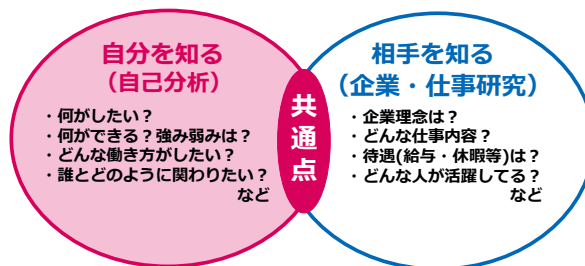 自分を知る
（自己分析）
・何がしたい？
・何ができる？強み弱みは？
・どんな働き方がしたい？
・誰とどのように関わりたい？
など
共通点
相手を知る
（企業・仕事研究）
・企業理念は？
・どんな仕事内容？
・待遇(給与・休暇等)は？
・どんな人が活躍してる？
など